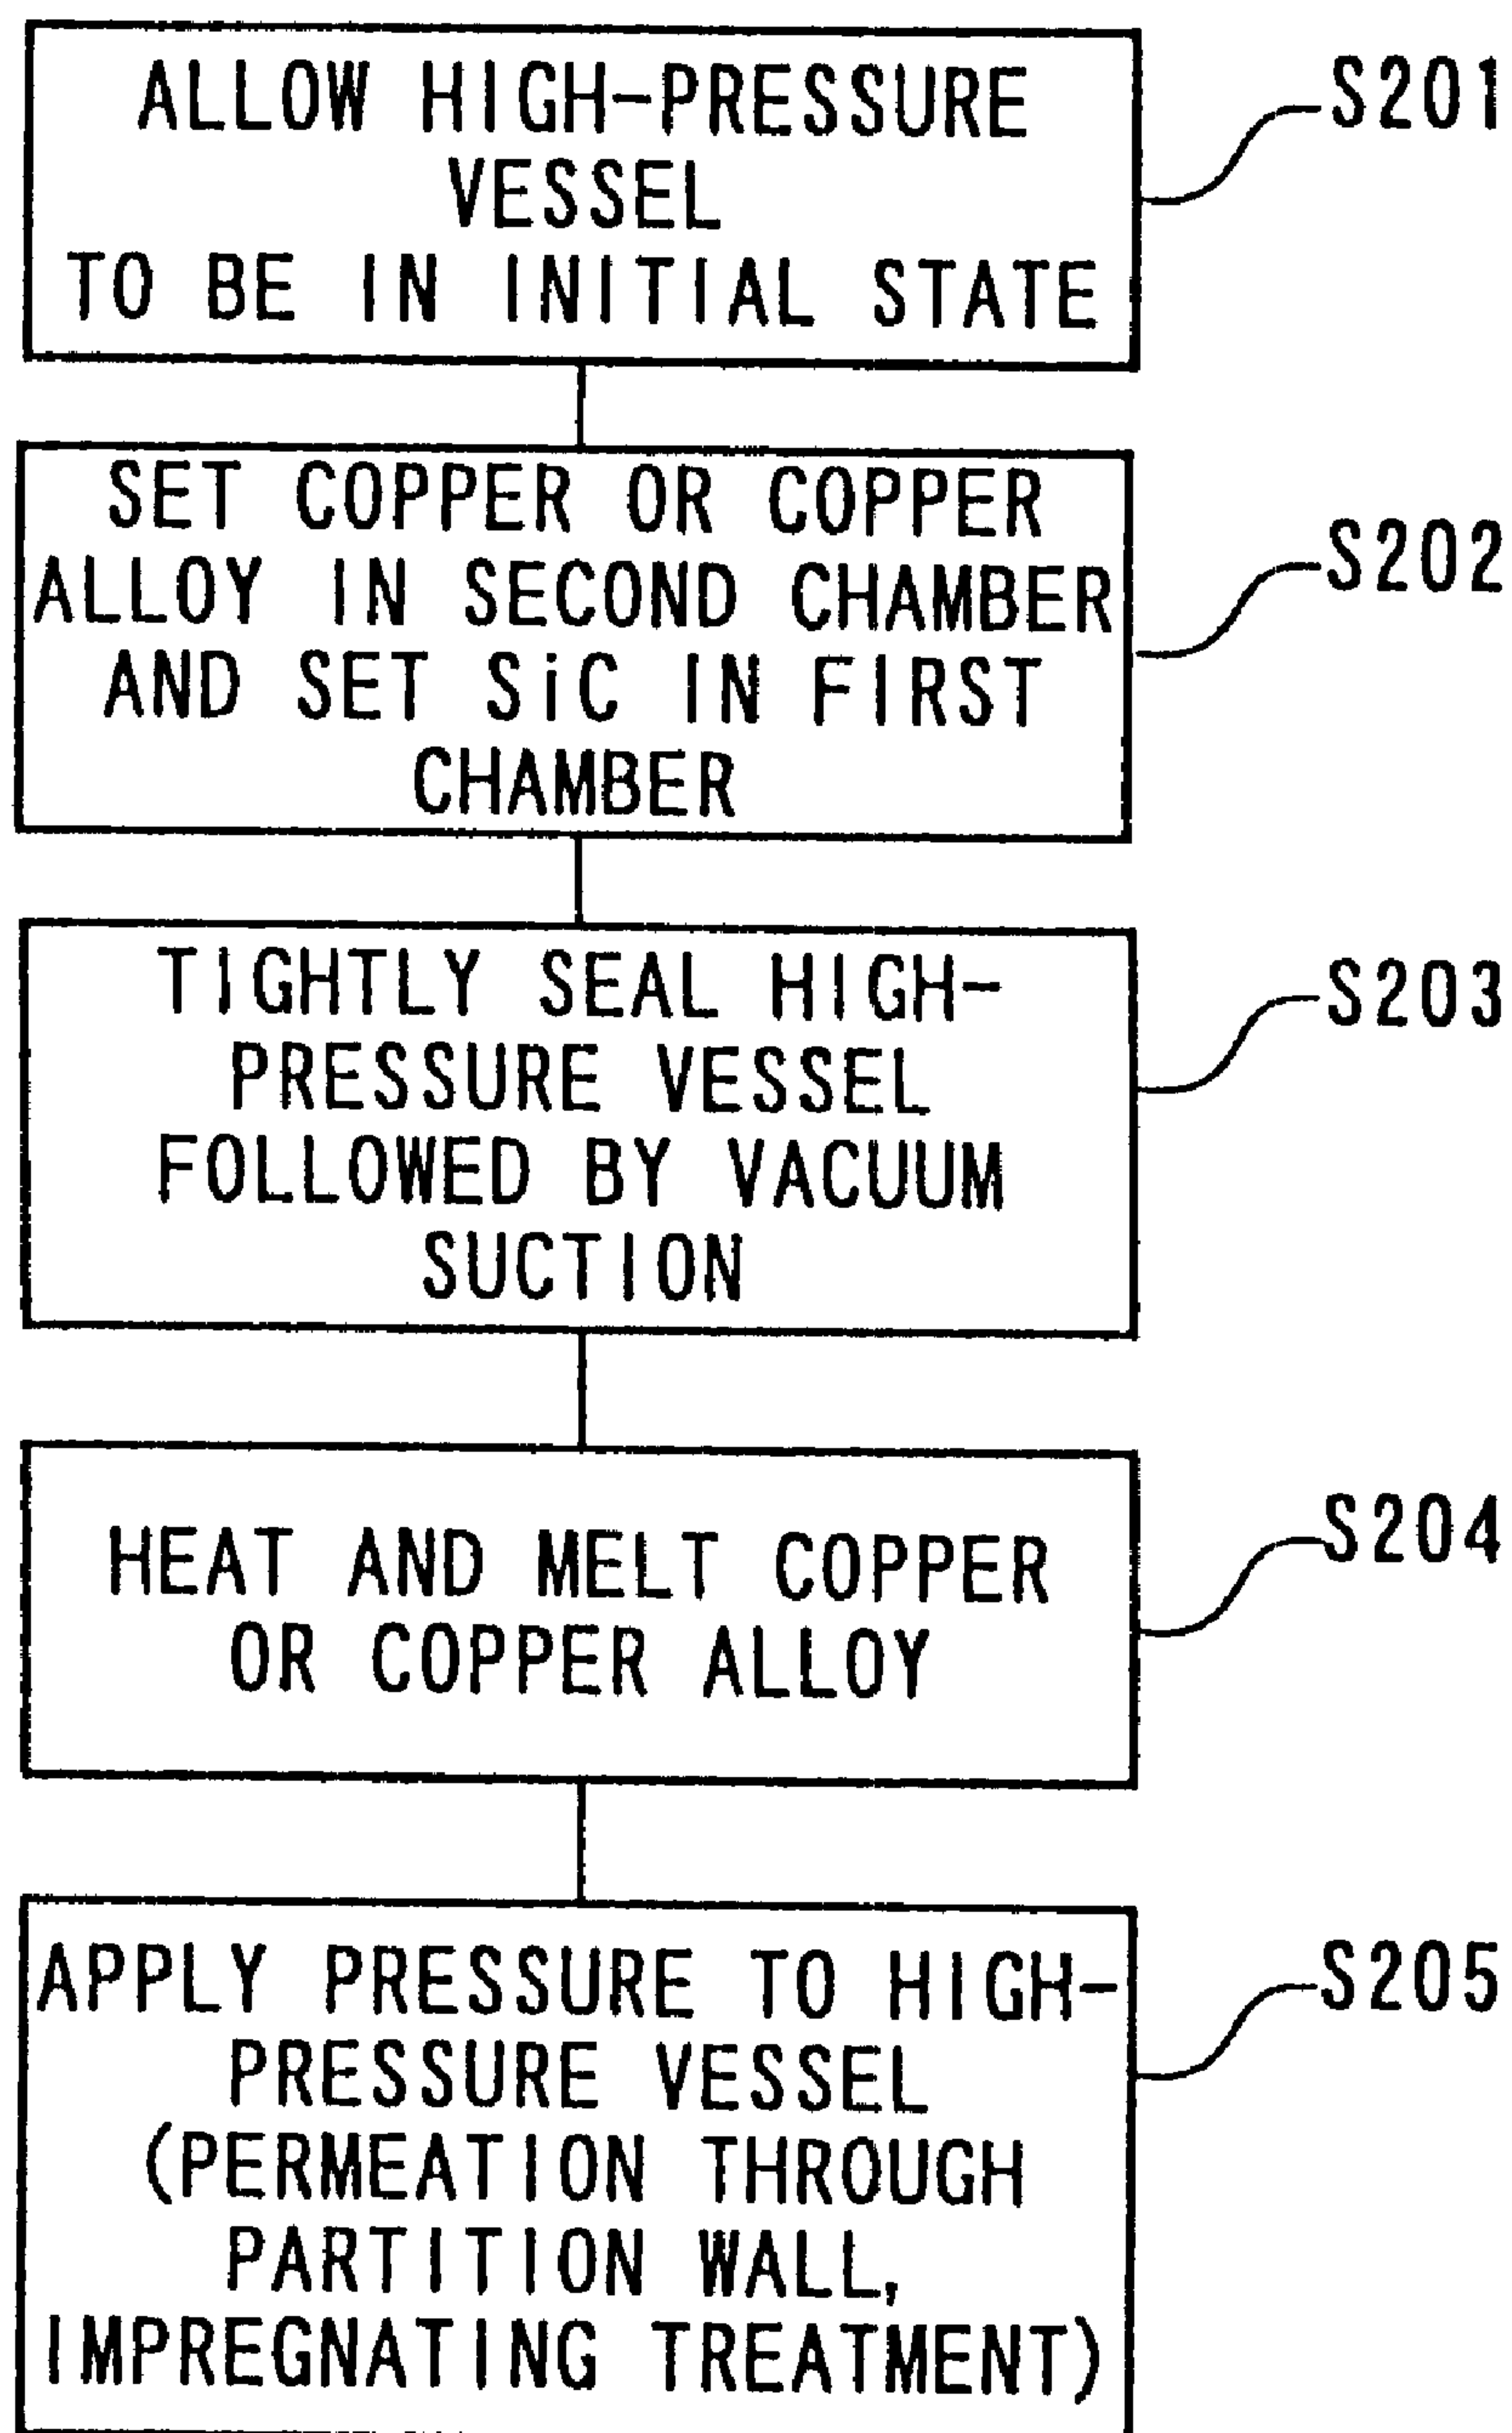 ALLOW HIGH-PRESSURE
VESSEL
TO BE IN INITIAL STATE
S201
SET COPPER OR COPPER
ALLOY IN SECOND CHAMBER
AND SET SiC IN FIRST
CHAMBER
S202
TIGHTLY SEAL HIGH-
PRESSURE VESSEL
FOLLOWED BY VACUUM
SUCTION
S203
HEAT AND MELT COPPER
OR COPPER ALLOY
S204
APPLY PRESSURE TO HIGH-
PRESSURE VESSEL
(PERMEATION THROUGH
PARTITION WALL,
IMPREGNATING TREATMENT)
S205